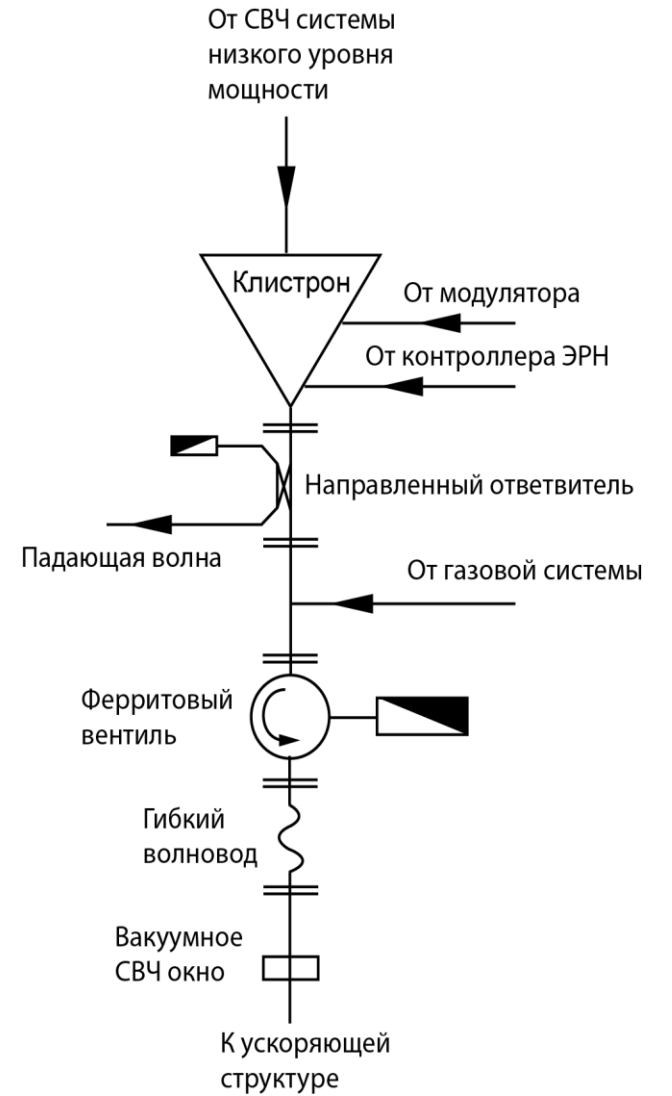 От СВЧ системы
низкого уровня
мощности
Клистрон
От модулятора
От контроллера ЭРН
Направленный ответвитель
Падающая волна
От газовой системы
Ферритовый
вентиль
Гибкий
волновод
Вакуумное
СВЧ окно
К ускоряющей
структуре